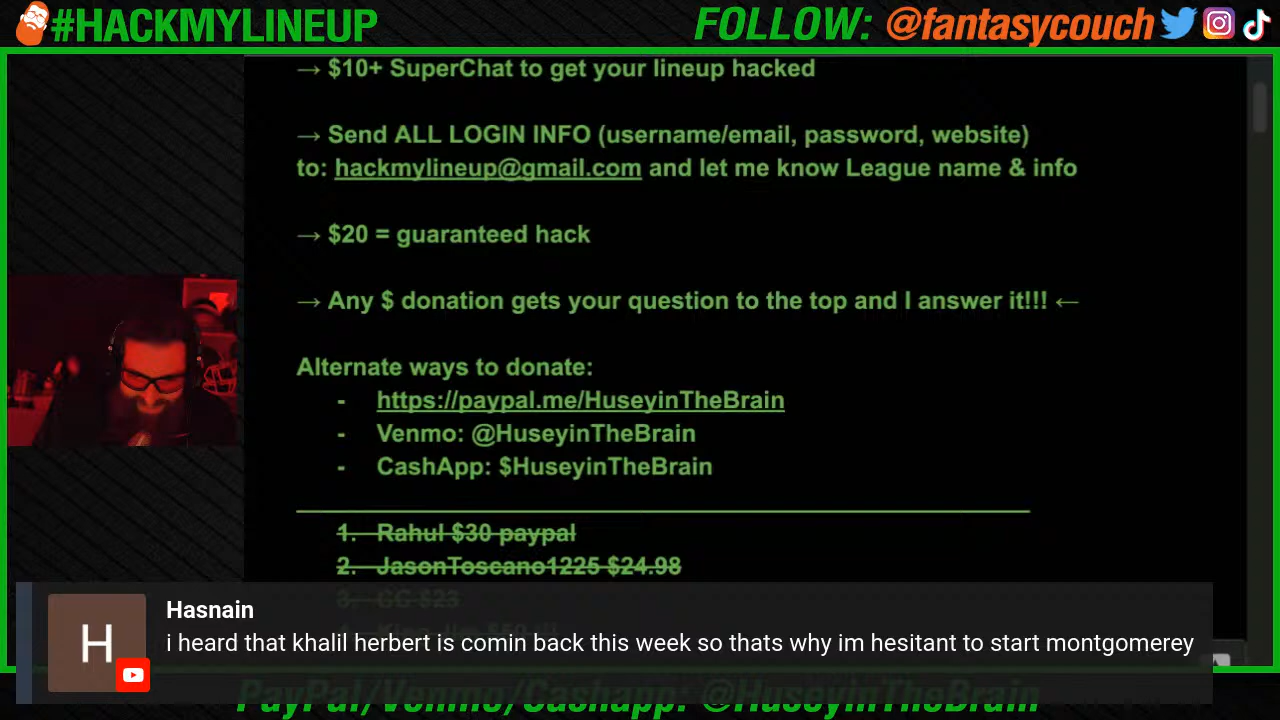 #HACKMYLINEUP
FOLLOW: @fantasycouch
→ $10+ SuperChat to get your lineup hacked
→ Send ALL LOGIN INFO (username/email, password, website)
to: hackmylineup@gmail.com and let me know League name & info
→ $20 = guaranteed hack
→ Any $ donation gets your question to the top and I answer it!!! ←
Alternate ways to donate:
- https://paypal.me/HuseyinTheBrain
- Venmo: @HuseyinTheBrain
- CashApp: $HuseyinTheBrain
1. Rahul $30 paypal
2. JasonToscano1225 $24.98
3. CC $23
H
Hasnain
i heard that khalil herbert is comin back this week so thats why im hesitant to start montgomerey
PayPal/Venmo/Cashapp: @HuseyinTheBrain